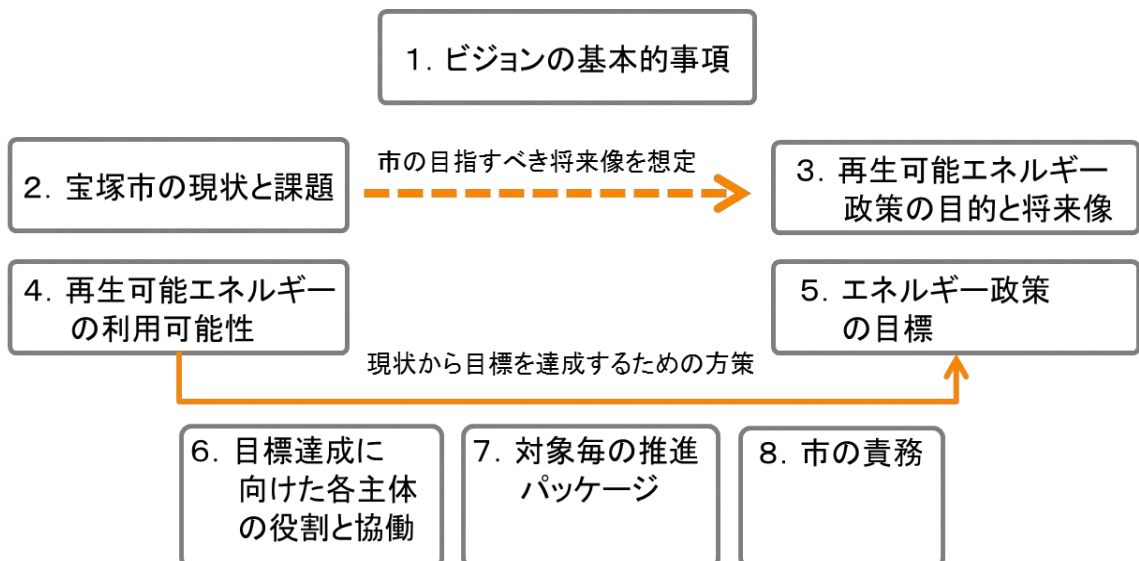 1. ビジョンの基本的事項
2. 宝塚市の現状と課題
市の目指すべき将来像を想定
3. 再生可能エネルギー
政策の目的と将来像
4. 再生可能エネルギー
の利用可能性
5. エネルギー政策
の目標
現状から目標を達成するための方策
6. 目標達成に
向けた各主体
の役割と協働
7. 対象毎の推進
パッケージ
8. 市の責務